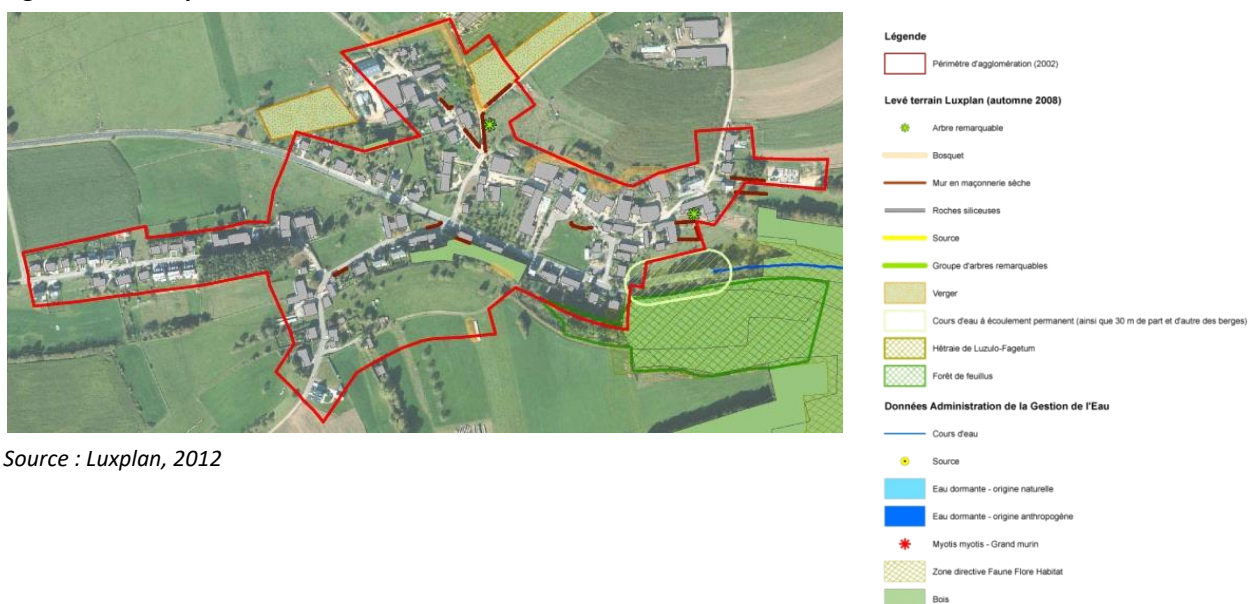 Source : Luxplan, 2012
Légende
Périmètre d'agglomération (2002)
Levé terrain Luxplan (automne 2008)
Arbre remarquable
Bosquet
Mur en maçonnerie sèche
Roches siliceuses
Source
Groupe d'arbres remarquables
Verger
Cours d'eau à écoulement permanent (ainsi que 30 m de part et d'autre des berges)
Hêtraie de Luzulo-Fagetum
Forêt de feuillus
Données Administration de la Gestion de l'Eau
Cours d'eau
Source
Eau dormante - origine naturelle
Eau dormante - origine anthropogène
Myotis myotis - Grand murin
Zone directive Faune Flore Habitat
Bois